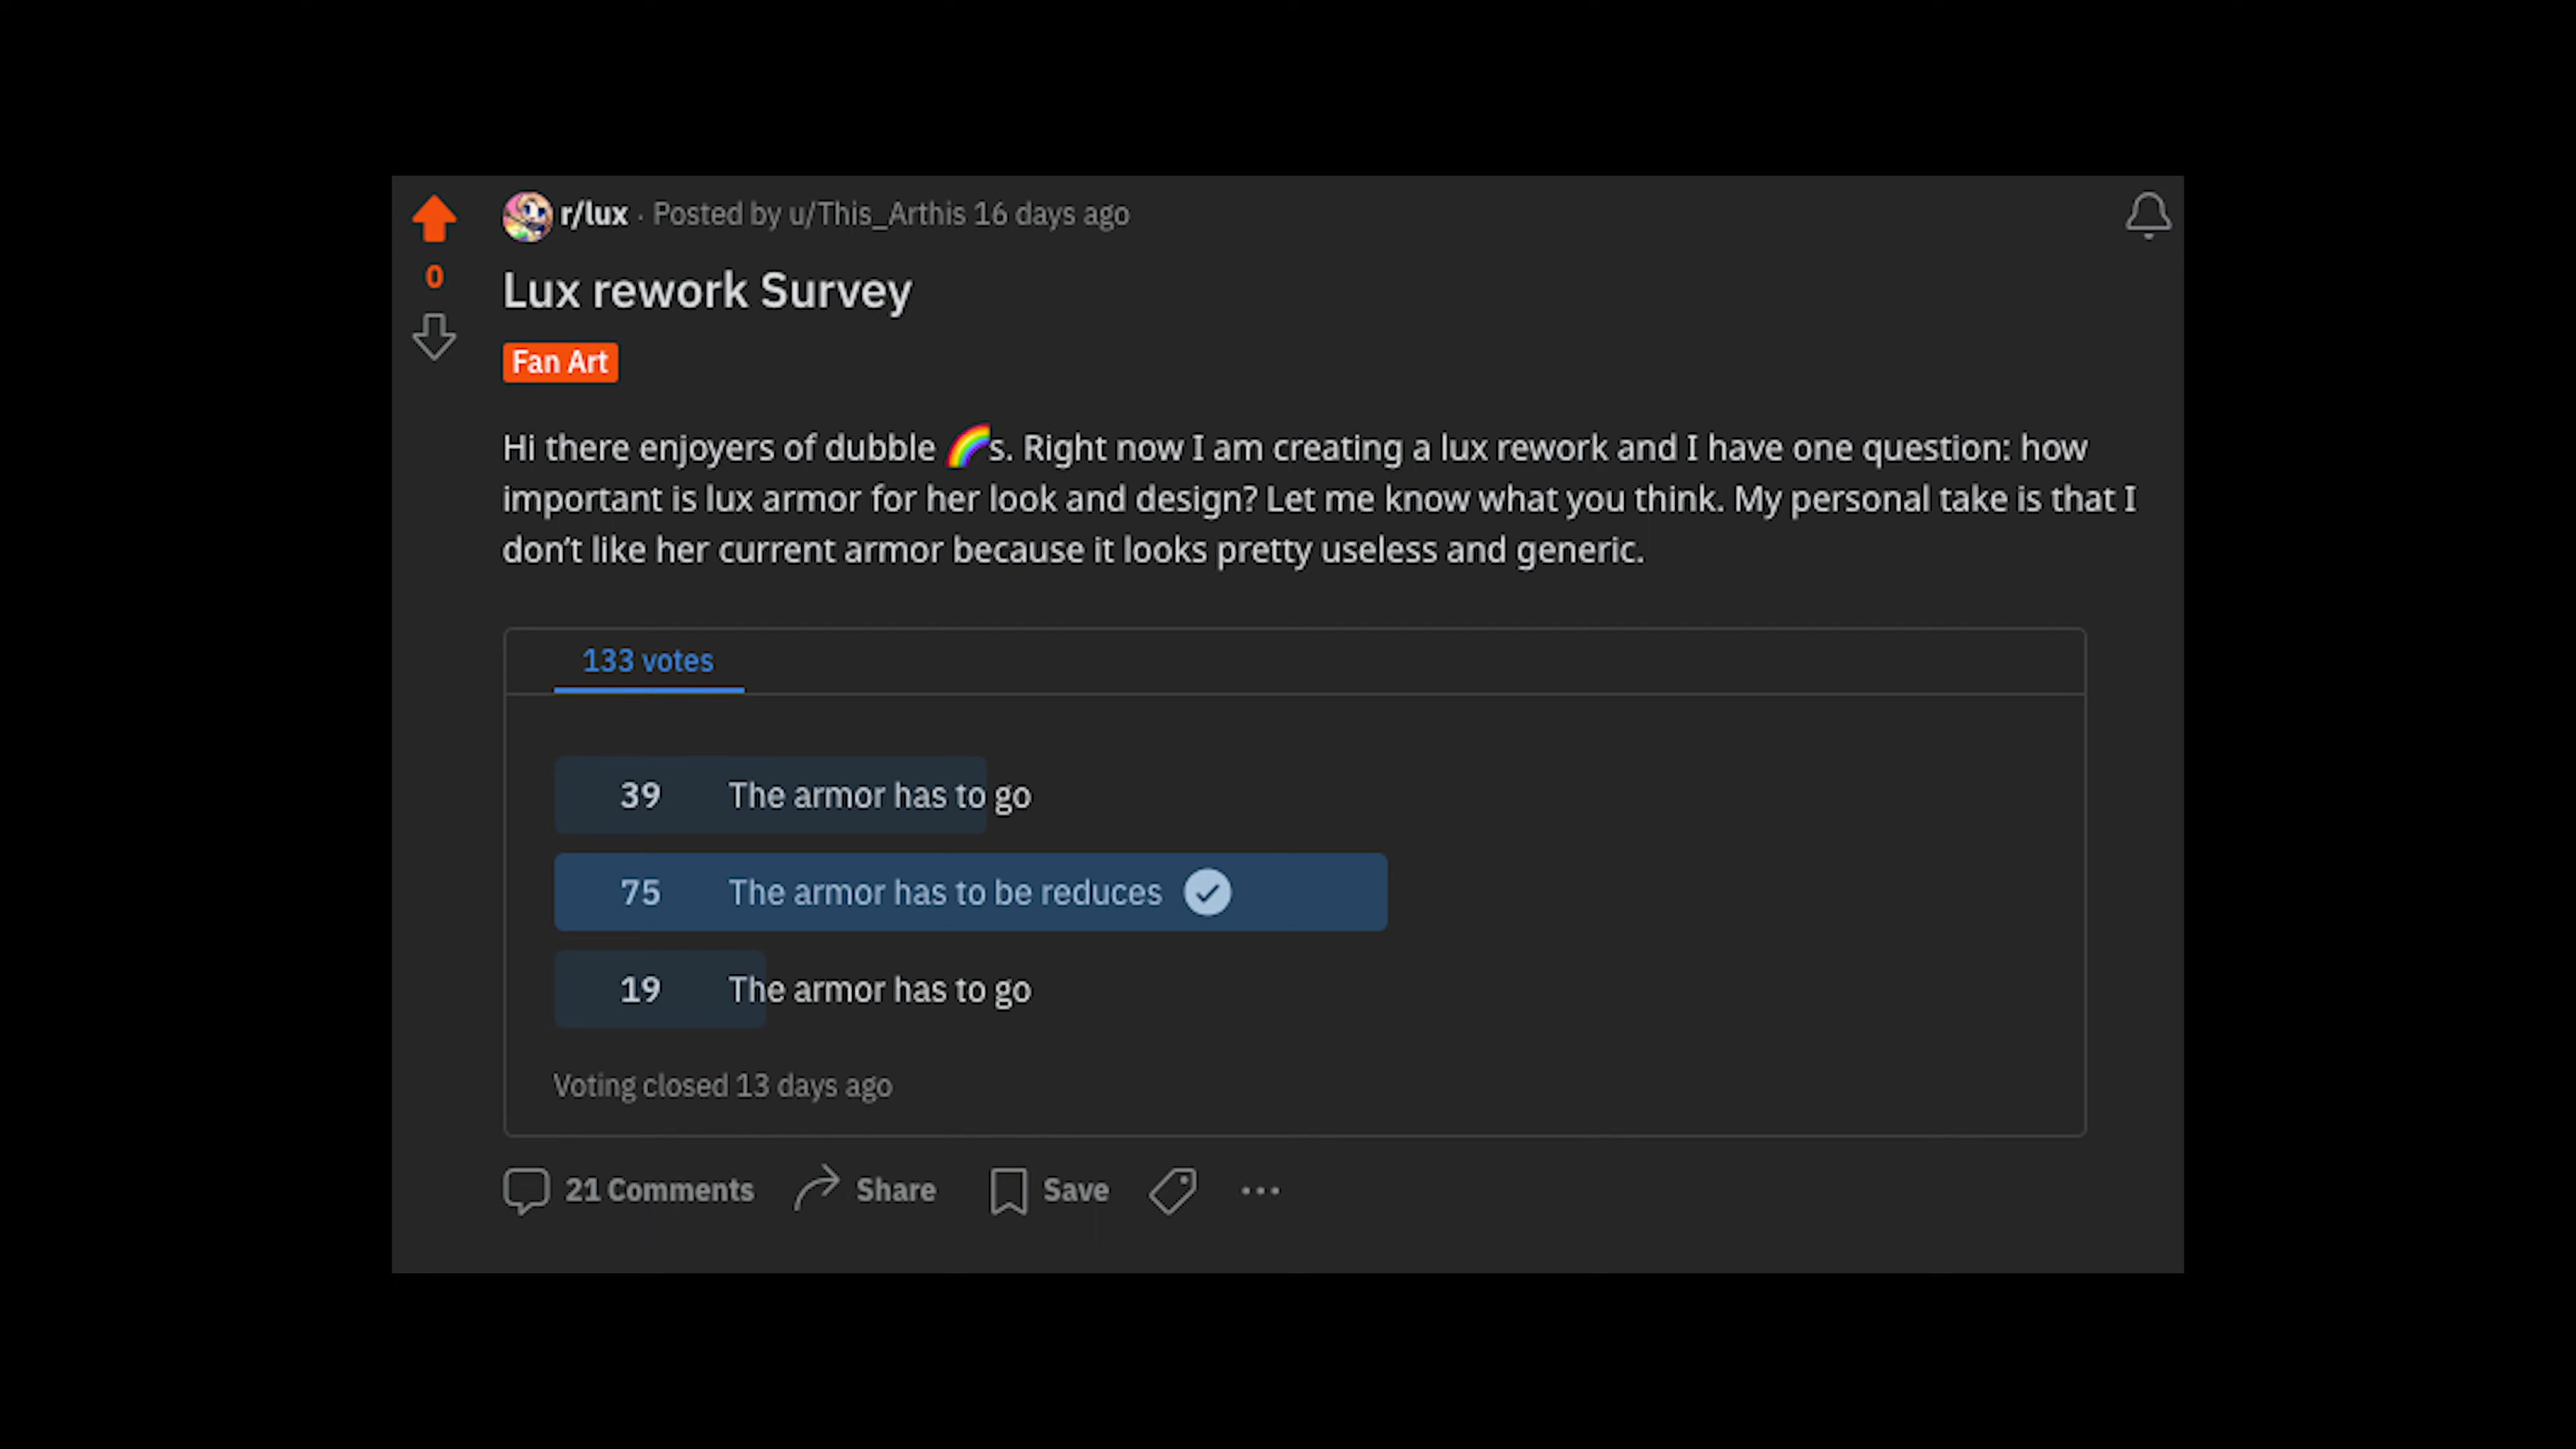 r/lux · Posted by u/This_Arthis 16 days ago
0
Lux rework Survey
Fan Art
Hi there enjoyers of dubble 🌈s. Right now I am creating a lux rework and I have one question: how
important is lux armor for her look and design? Let me know what you think. My personal take is that I
don't like her current armor because it looks pretty useless and generic.
133 votes
39 The armor has to go
75 The armor has to be reduces
19 The armor has to go
Voting closed 13 days ago
21 Comments Share Save